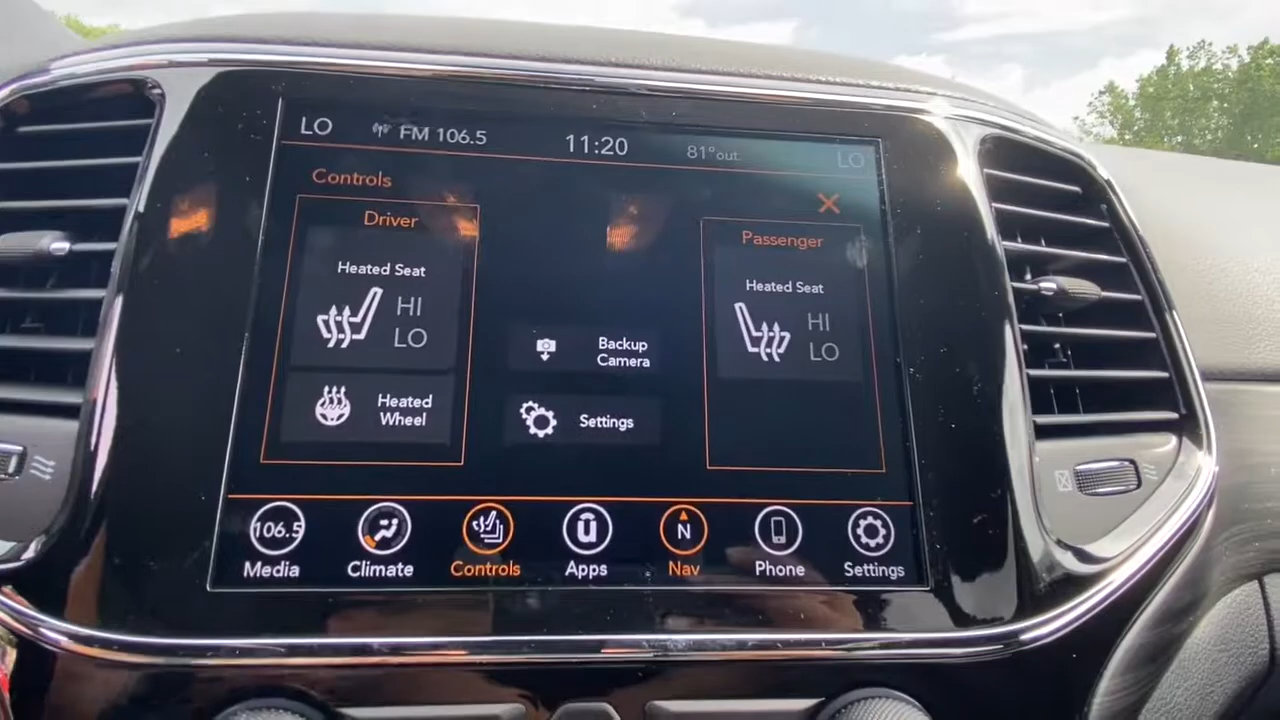 LO FM 106.5 11:20 81°out. LO
Controls
Driver
Heated Seat
HI
LO
Heated
Wheel
Backup
Camera
Settings
Passenger
Heated Seat
HI
LO
106.5
Media
Climate
Controls
Apps
N
Nav
Phone
Settings